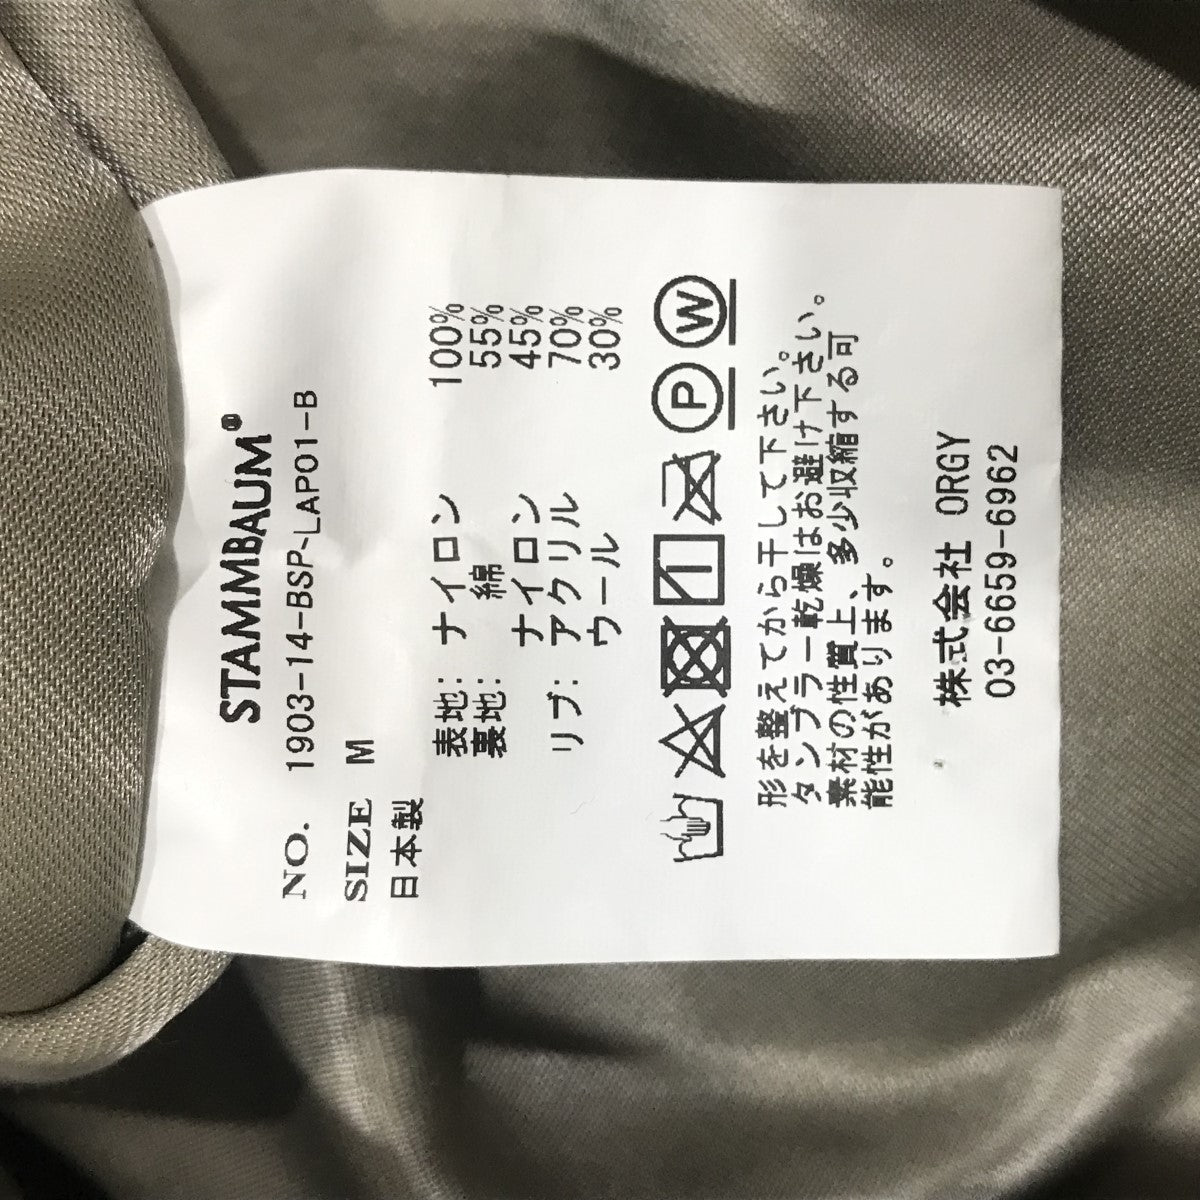 STAMMBAUM®
NO. 1903-14-BSP-LAP01-B
SIZE M
日本製
表地: ナイロン 100%
裏地: 綿 55%
ナイロン 45%
リブ: アクリル 70%
ウール 30%
P W
形を整えてから干して下さい。
タンブラー乾燥はお避け下さい。
素材の性質上、多少収縮する可
能性があります。
株式会社 ORGY
03-6659-6962